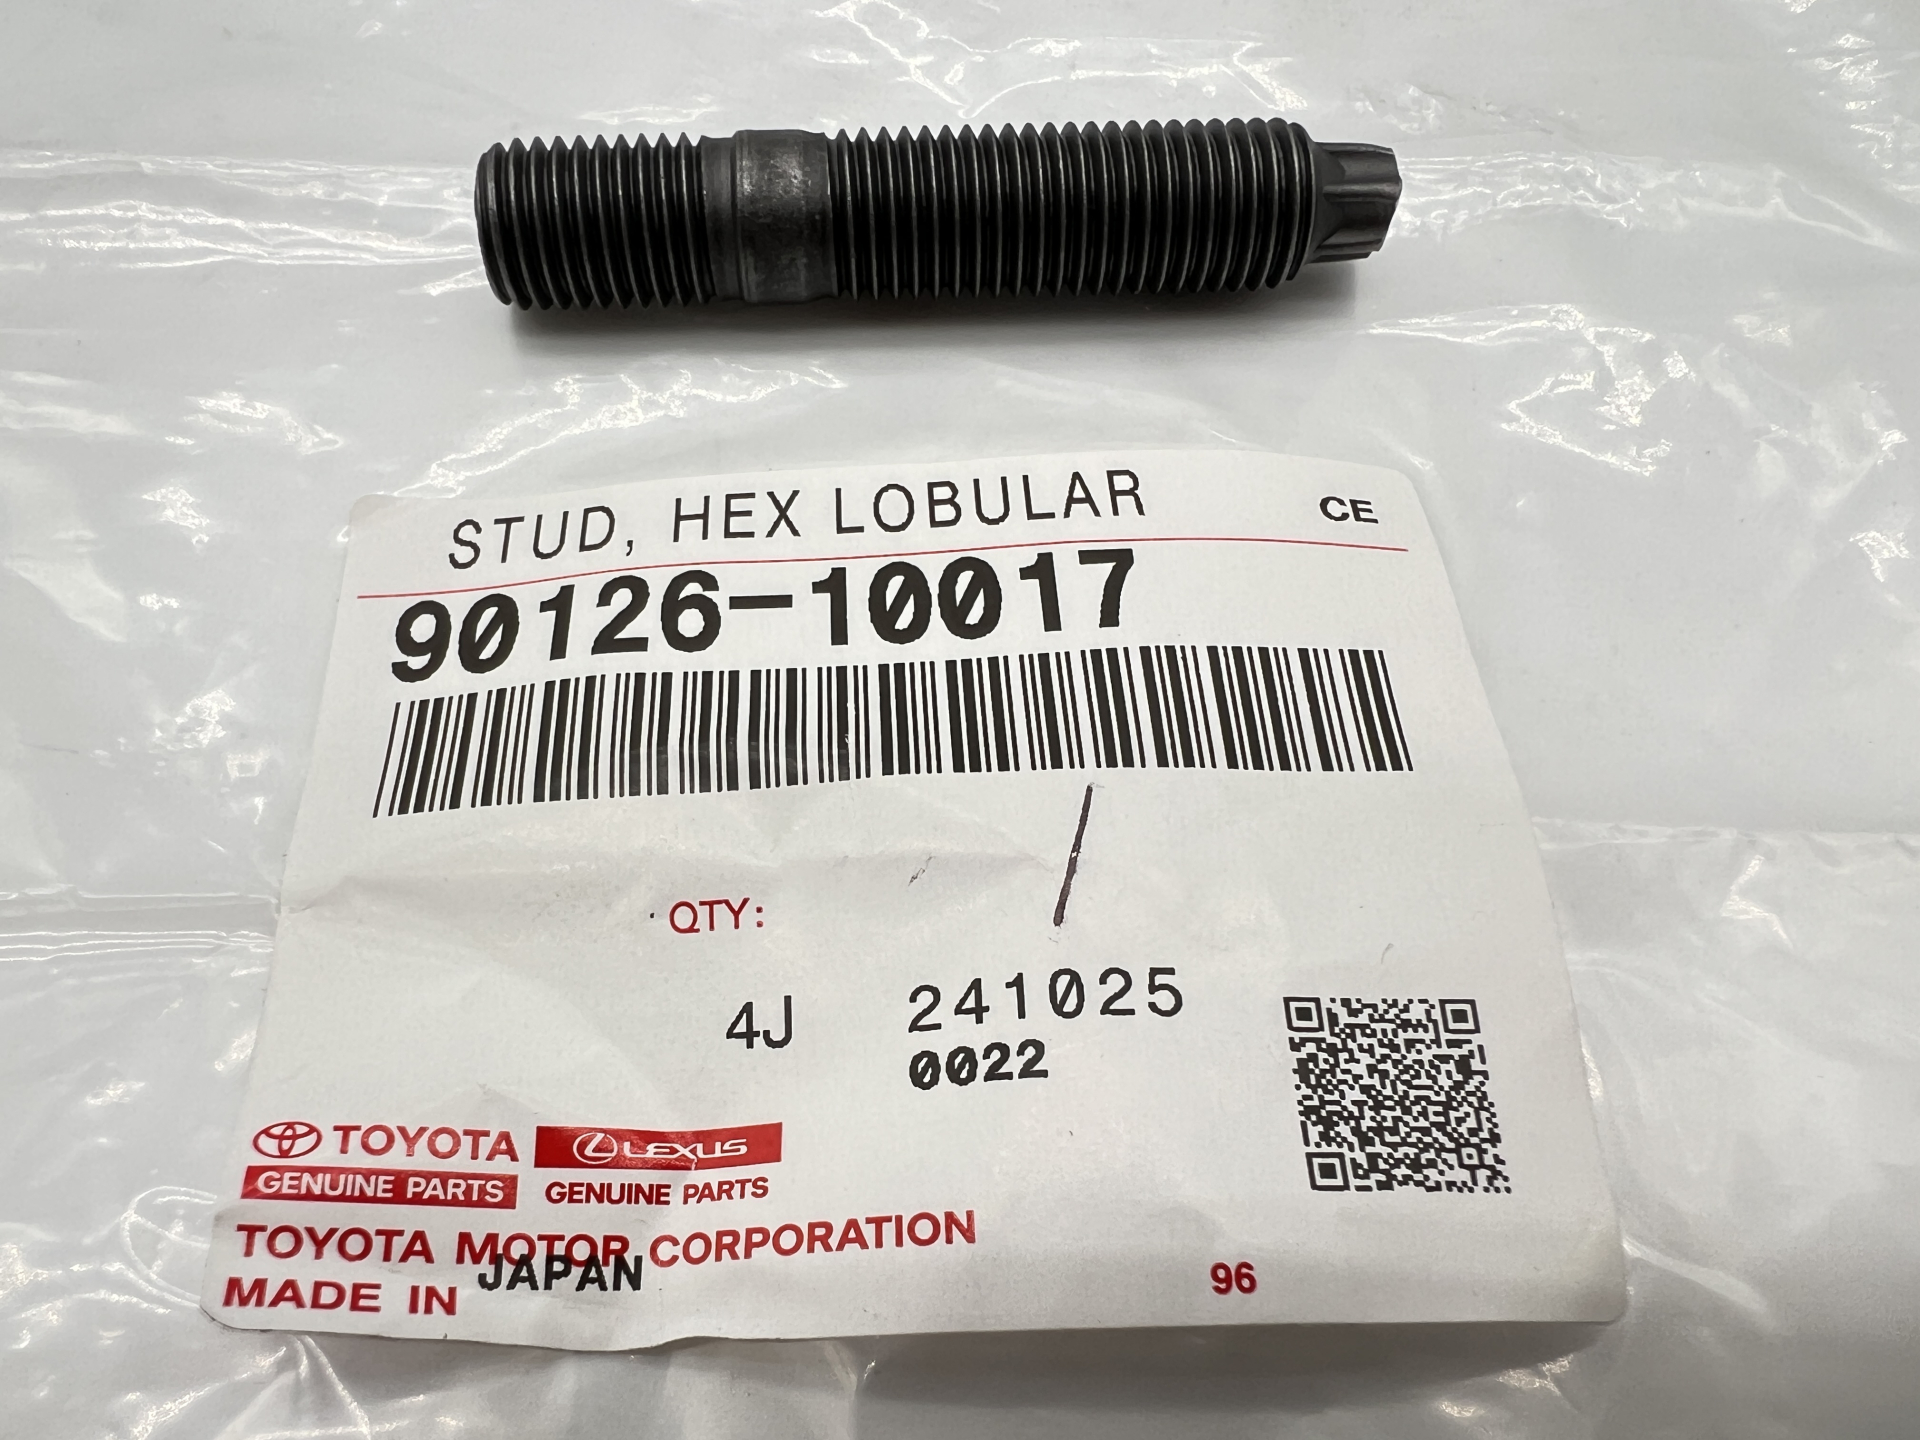 STUD, HEX LOBULAR CE
90126-10017
QTY: /
4J 241025
0022
TOYOTA LEXUS
GENUINE PARTS GENUINE PARTS
TOYOTA MOTOR CORPORATION
MADE IN JAPAN 96